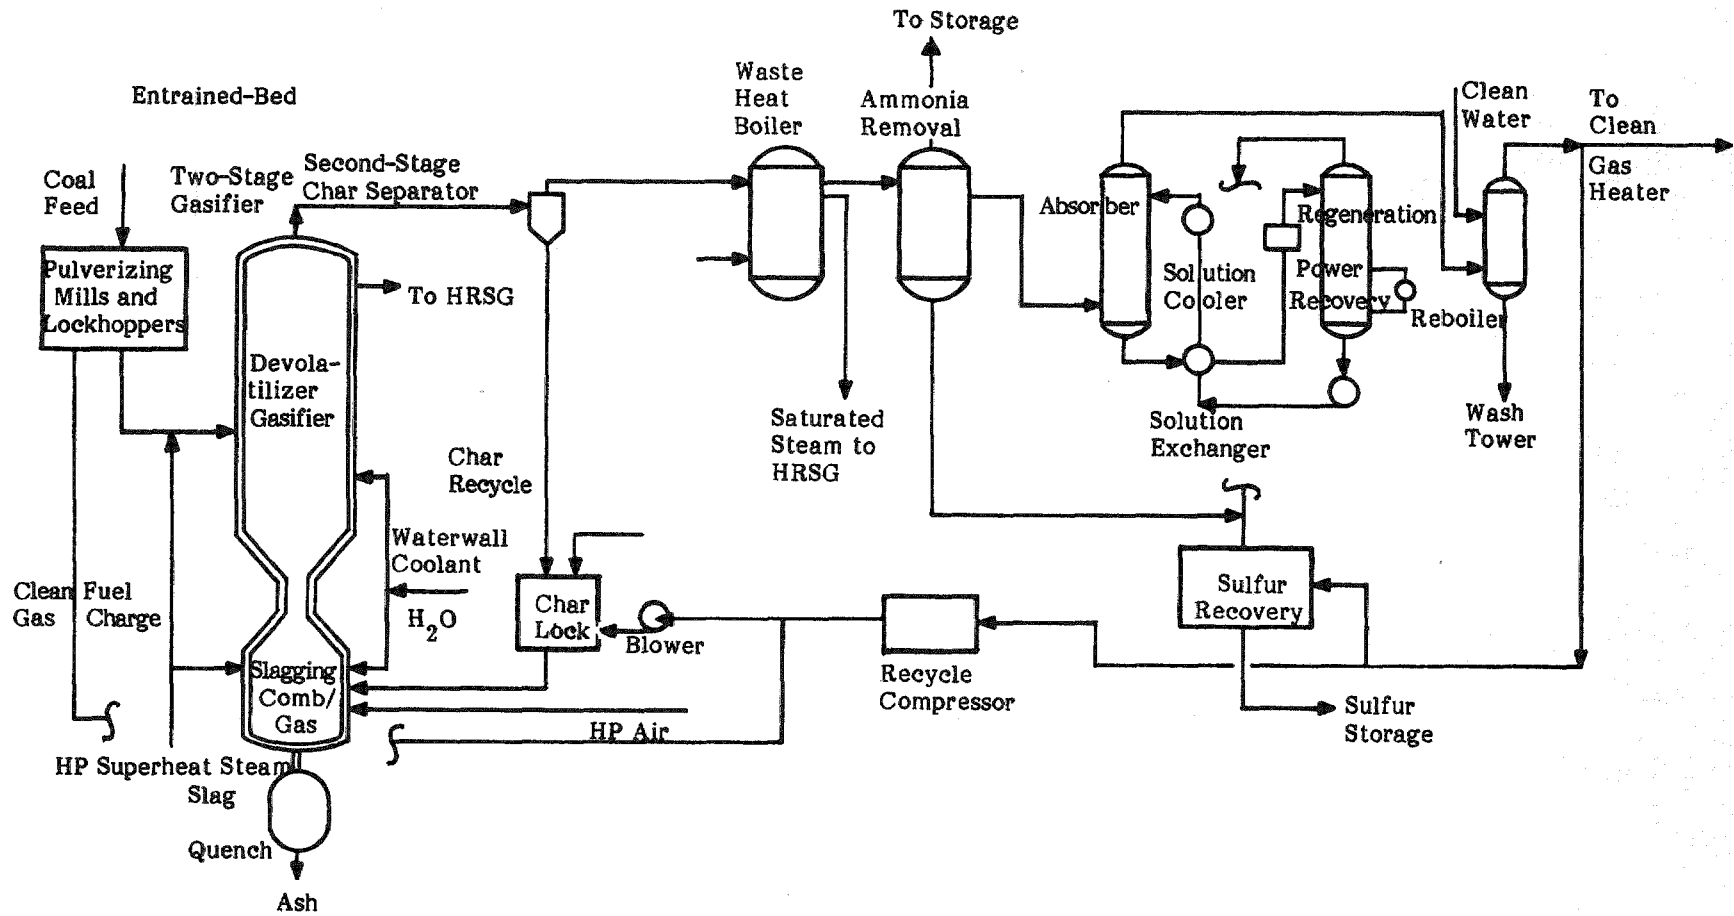 To Storage
Entrained-Bed
Waste
Heat
Boiler
Ammonia
Removal
Clean
Water
To
Clean
Gas
Heater
Coal
Feed
Two-Stage
Gasifier
Second-Stage
Char Separator
Absorber
Regeneration
Pulverizing
Mills and
Lockhoppers
To HRSG
Solution
Cooler
Power
Recovery
Reboiler
Devola-
tilizer
Gasifier
Saturated
Steam to
HRSG
Solution
Exchanger
Wash
Tower
Char
Recycle
Waterwall
Coolant
H2O
Clean Fuel
Gas Charge
Char
Lock
Blower
Sulfur
Recovery
Slagging
Comb/
Gas
Recycle
Compressor
HP Air
Sulfur
Storage
HP Superheat Steam
Slag
Quench
Ash